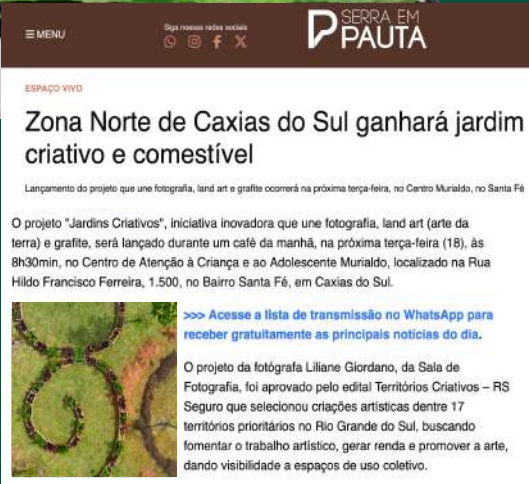 ≡ MENU
Siga nossas redes sociais
SERRA EM
PAUTA
ESPAÇO VIVO
Zona Norte de Caxias do Sul ganhará jardim
criativo e comestível
Lançamento do projeto que une fotografia, land art e grafite ocorrerá na próxima terça-feira, no Centro Murialdo, no Santa Fé
O projeto "Jardins Criativos", iniciativa inovadora que une fotografia, land art (arte da
terra) e grafite, será lançado durante um café da manhã, na próxima terça-feira (18), às
8h30min, no Centro de Atenção à Criança e ao Adolescente Murialdo, localizado na Rua
Hildo Francisco Ferreira, 1.500, no Bairro Santa Fé, em Caxias do Sul.
>>> Acesse a lista de transmissão no WhatsApp para
receber gratuitamente as principais notícias do dia.
O projeto da fotógrafa Liliane Giordano, da Sala de
Fotografia, foi aprovado pelo edital Territórios Criativos – RS
Seguro que selecionou criações artísticas dentre 17
territórios prioritários no Rio Grande do Sul, buscando
fomentar o trabalho artístico, gerar renda e promover a arte,
dando visibilidade a espaços de uso coletivo.